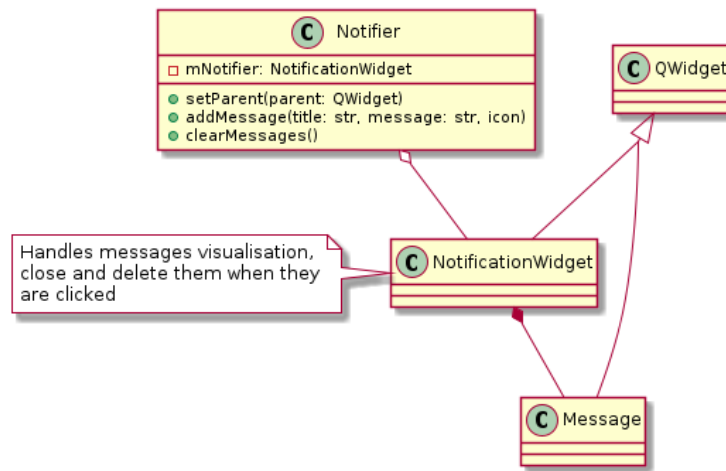 C Notifier
mNotifier: NotificationWidget
setParent(parent: QWidget)
addMessage(title: str, message: str, icon)
clearMessages()
C QWidget
Handles messages visualisation,
close and delete them when they
are clicked
C NotificationWidget
C Message